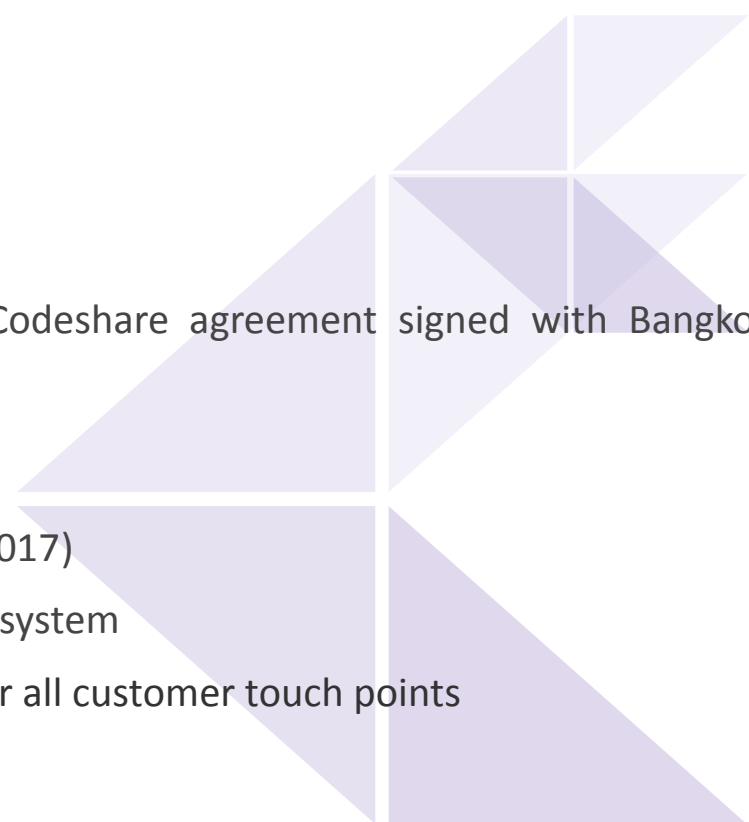 Codeshare agreement signed with Bangko
017)
system
r all customer touch points